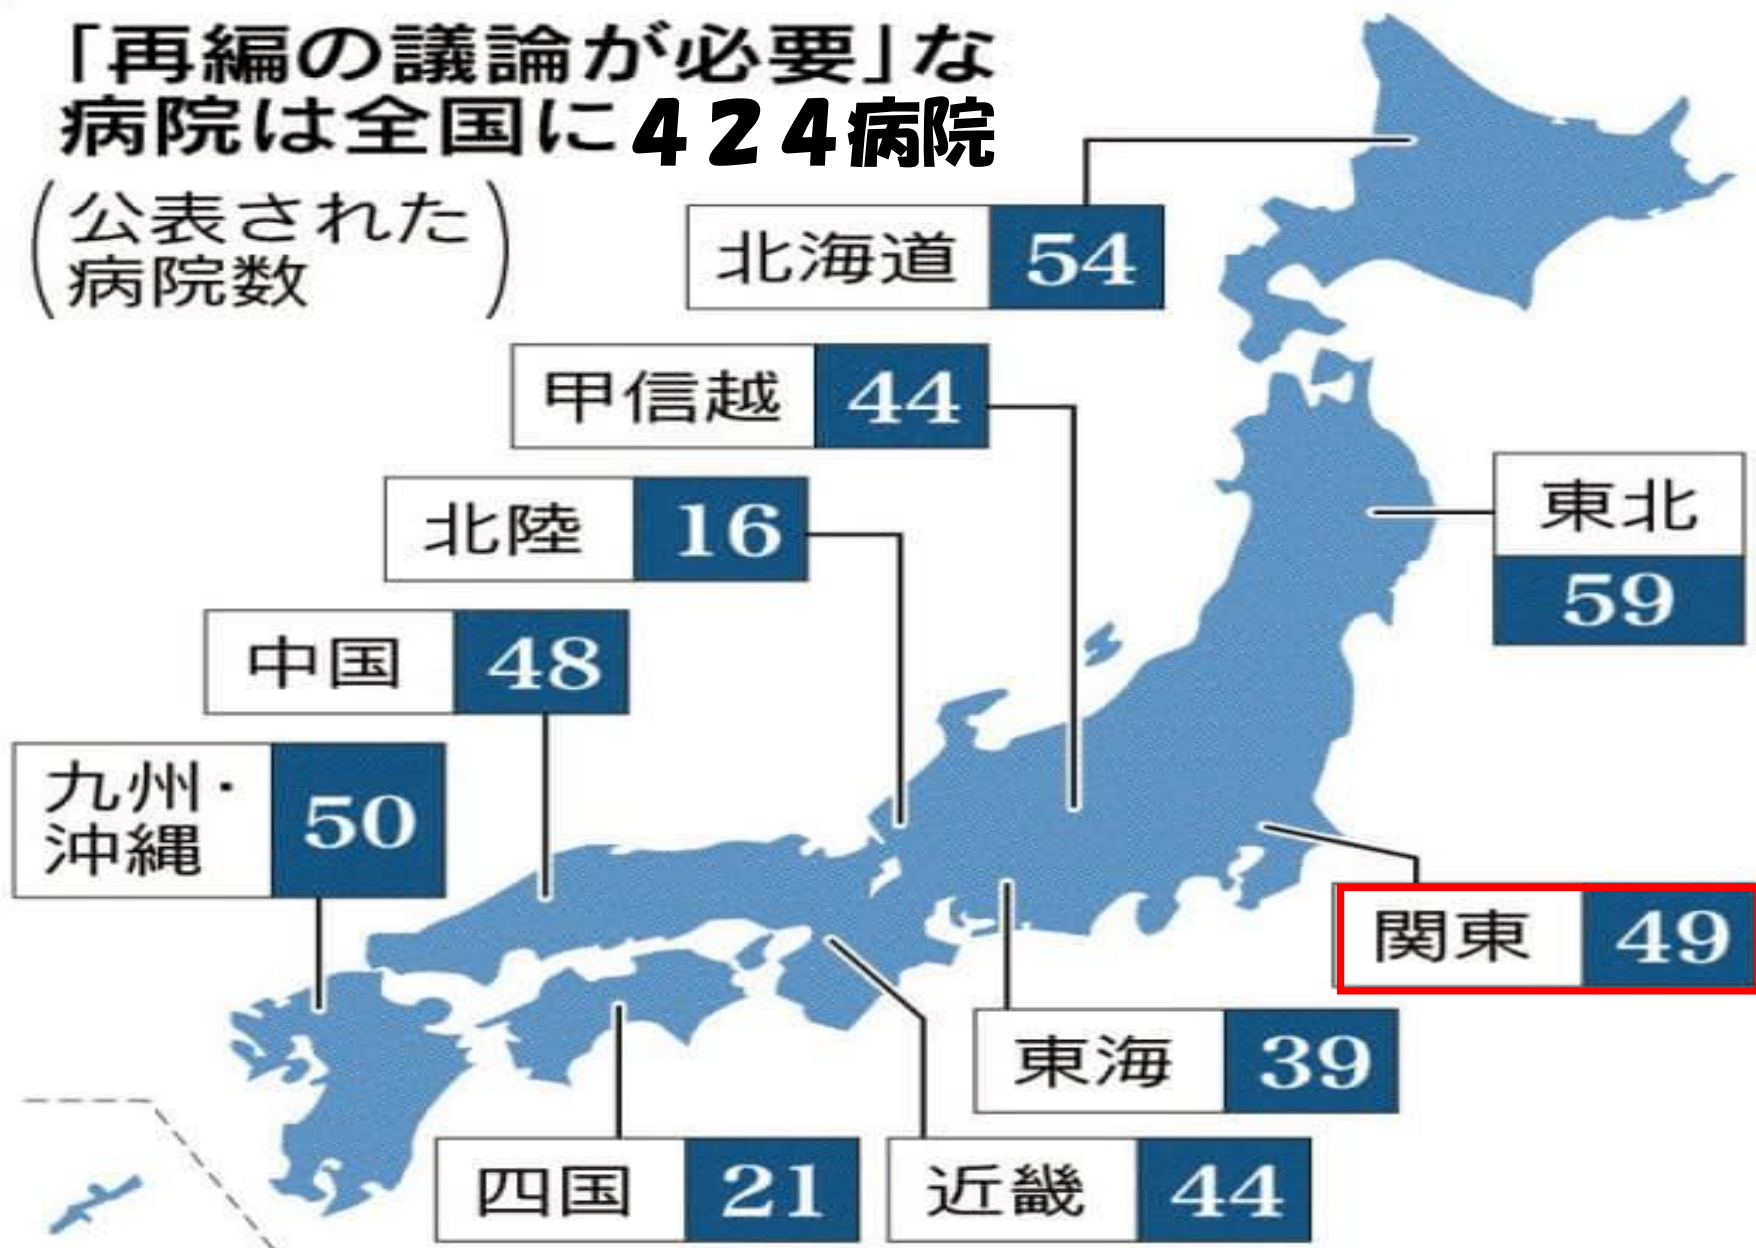 「再編の議論が必要」な
病院は全国に４２４病院
(公表された
病院数)
北海道 54
甲信越 44
北陸 16
東北
59
中国 48
九州・
沖縄 50
関東 49
東海 39
四国 21
近畿 44